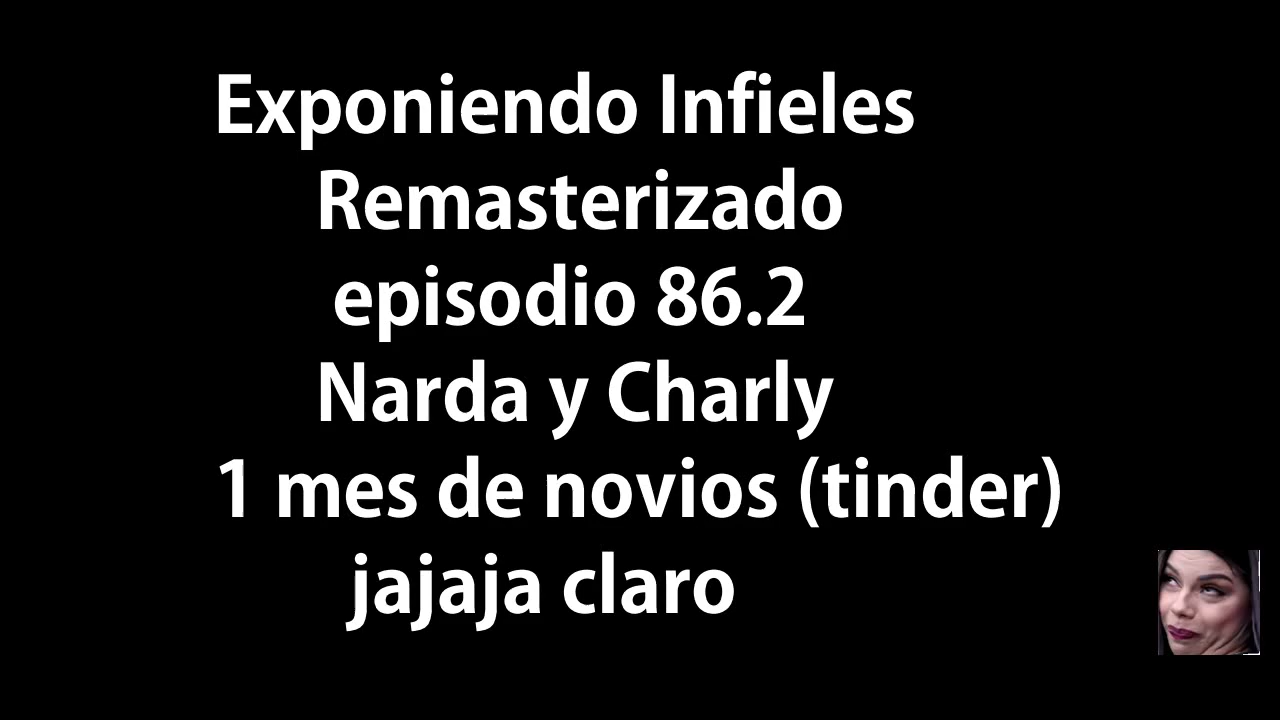 Exponiendo Infieles
Remasterizado
episodio 86.2
Narda y Charly
1 mes de novios (tinder)
jajaja claro